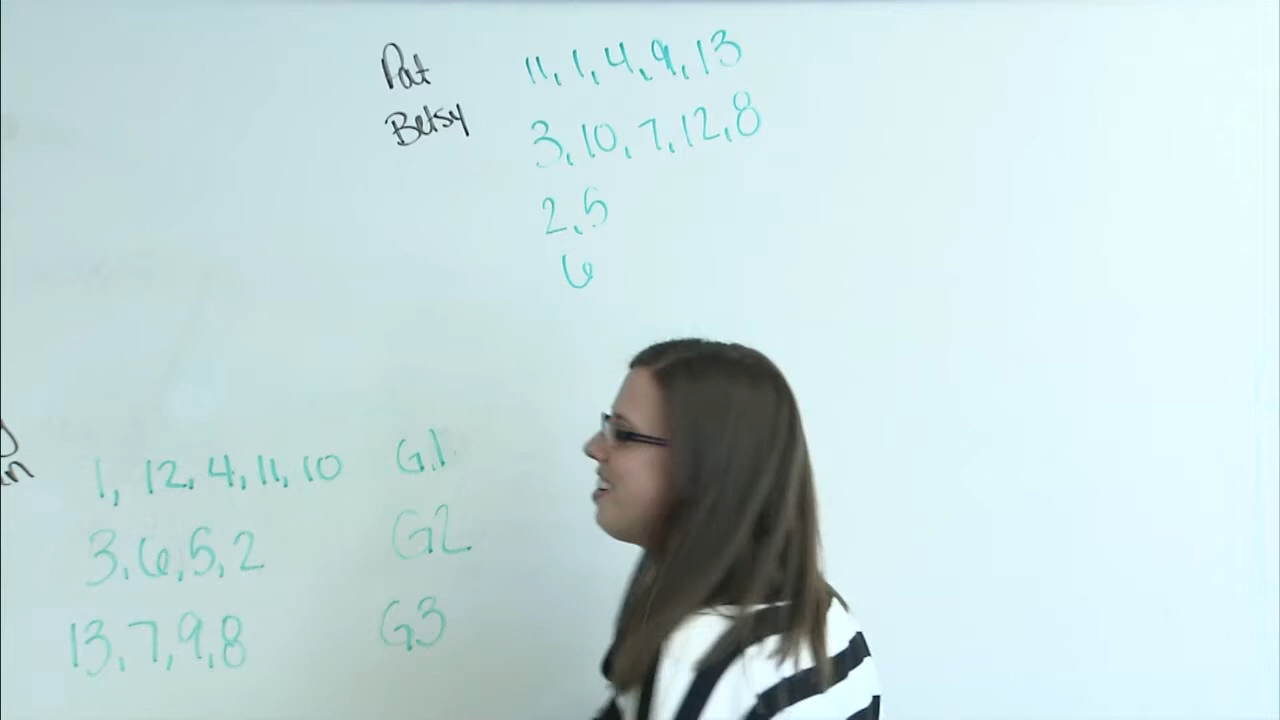 Pat 11, 1, 4, 9, 13
Betsy 3, 10, 7, 12, 8
2, 5
6
1, 12, 4, 11, 10 G1
3, 6, 5, 2 G2
13, 7, 9, 8 G3